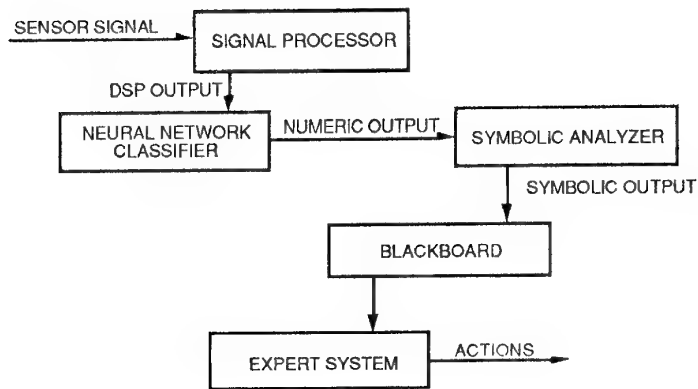 SENSOR SIGNAL
SIGNAL PROCESSOR
DSP OUTPUT
NEURAL NETWORK
CLASSIFIER
NUMERIC OUTPUT
SYMBOLIC ANALYZER
SYMBOLIC OUTPUT
BLACKBOARD
EXPERT SYSTEM
ACTIONS